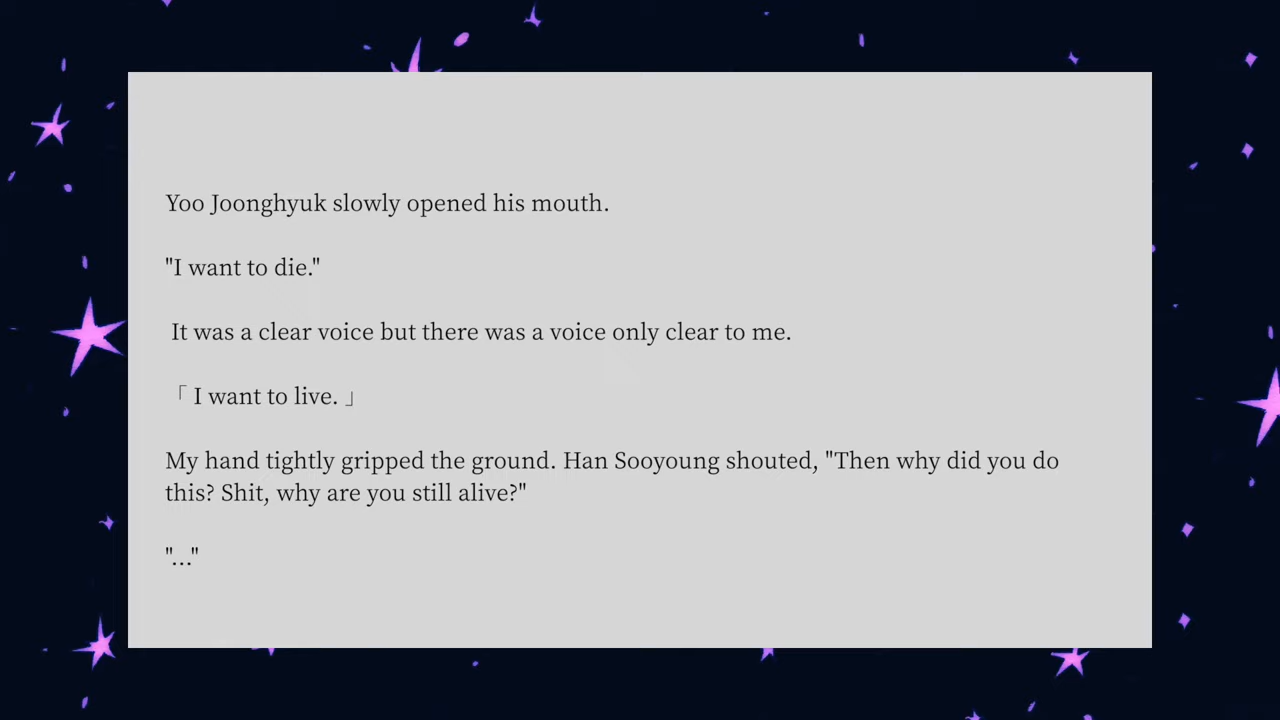 Yoo Joonghyuk slowly opened his mouth.
"I want to die."
It was a clear voice but there was a voice only clear to me.
「 I want to live. 」
My hand tightly gripped the ground. Han Sooyoung shouted, "Then why did you do
this? Shit, why are you still alive?"
"..."